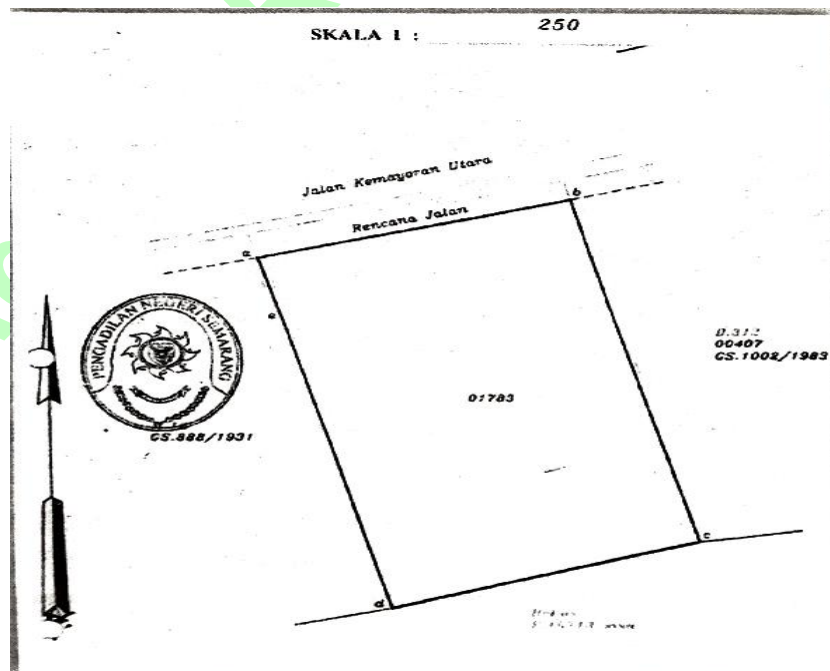 SKALA 1 : 250
Jalan Kemayoran Utara
Rencana Jalan
a
b
e
PENGADILAN NEGERI SEMARANG
GS.888/1931
01783
00407
GS.1002/1983
c
d